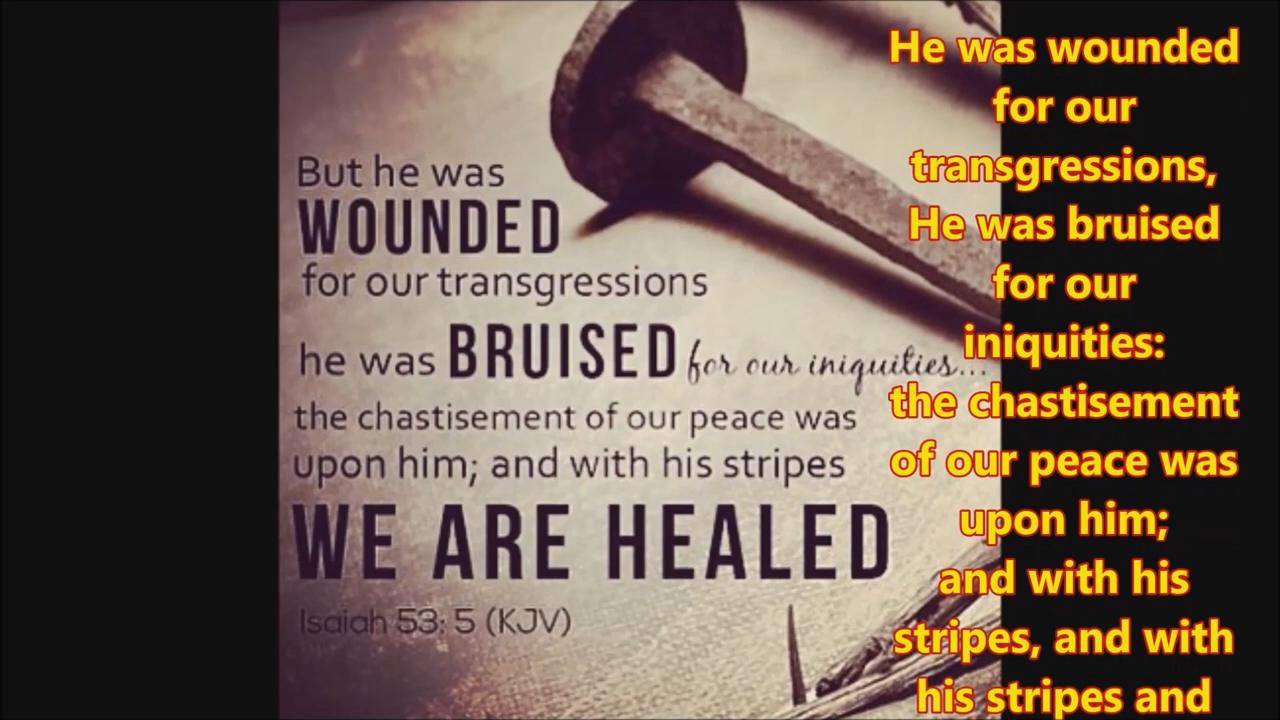 But he was
WOUNDED
for our transgressions
he was BRUISED for our iniquities...
the chastisement of our peace was
upon him; and with his stripes
WE ARE HEALED
Isaiah 53: 5 (KJV)
He was wounded
for our
transgressions,
He was bruised
for our
iniquities:
the chastisement
of our peace was
upon him;
and with his
stripes, and with
his stripes and